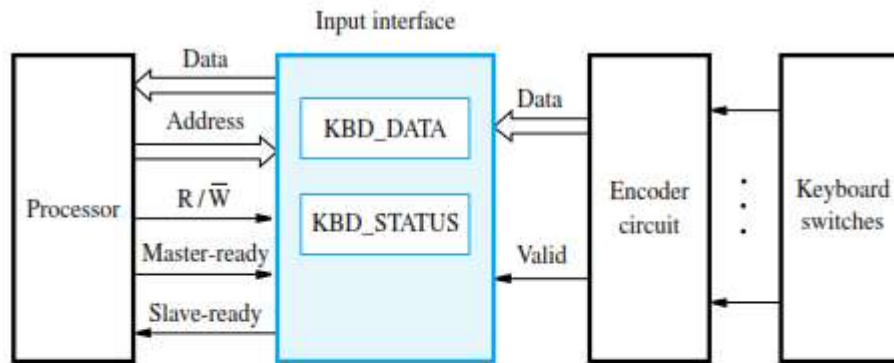 Input interface
Data
Address
R / W̅
Master-ready
Slave-ready
Processor
KBD_DATA
KBD_STATUS
Data
Valid
Encoder
circuit
Keyboard
switches